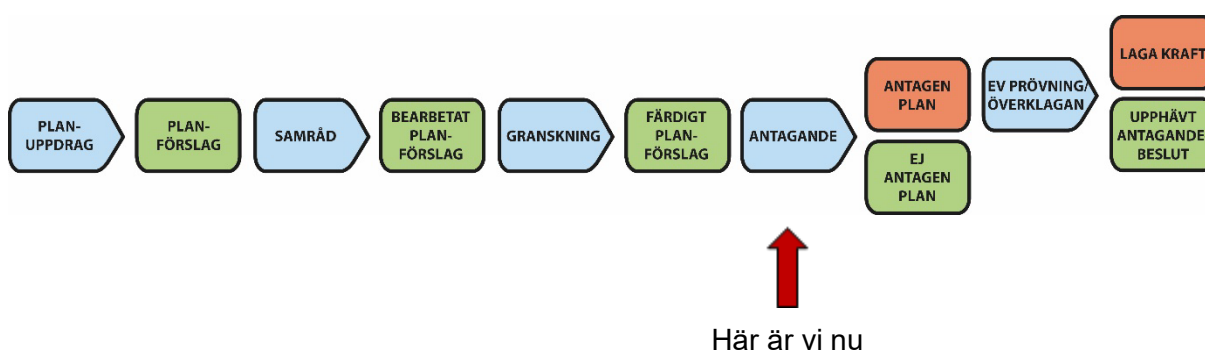 PLAN-
UPPDRAG
PLAN-
FÖRSLAG
SAMRÅD
BEARBETAT
PLAN-
FÖRSLAG
GRANSKNING
FÄRDIGT
PLAN-
FÖRSLAG
ANTAGANDE
ANTAGEN
PLAN
EJ
ANTAGEN
PLAN
EV PRÖVNING/
ÖVERKLAGAN
LAGA KRAFT
UPPHÄVT
ANTAGANDE
BESLUT
Här är vi nu